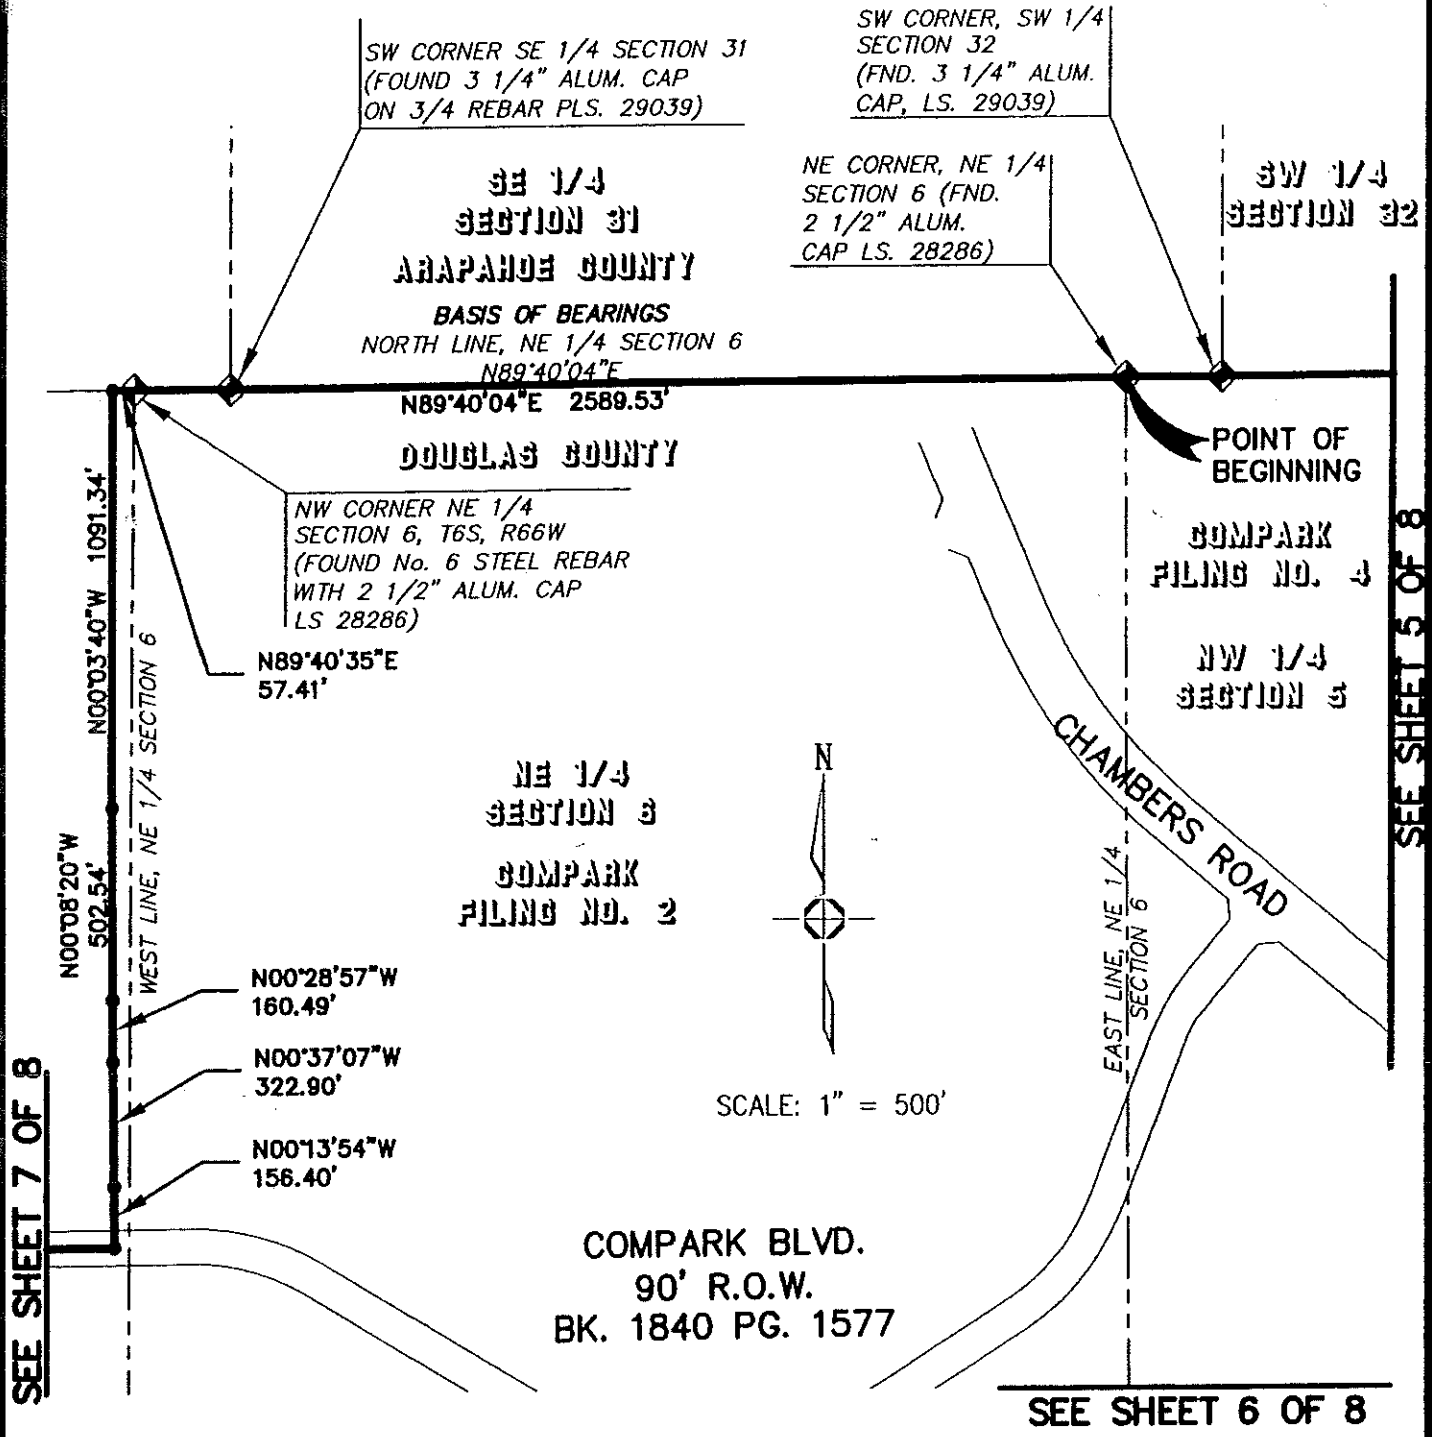 SW CORNER SE 1/4 SECTION 31
(FOUND 3 1/4" ALUM. CAP
ON 3/4 REBAR PLS. 29039)
SW CORNER, SW 1/4
SECTION 32
(FND. 3 1/4" ALUM.
CAP, LS. 29039)
NE CORNER, NE 1/4
SECTION 6 (FND.
2 1/2" ALUM.
CAP LS. 28286)
SW 1/4
SECTION 32
SE 1/4
SECTION 31
ARAPAHOE COUNTY
BASIS OF BEARINGS
NORTH LINE, NE 1/4 SECTION 6
N89°40'04"E
N89°40'04"E 2589.53'
DOUGLAS COUNTY
POINT OF
BEGINNING
NW CORNER NE 1/4
SECTION 6, T6S, R66W
(FOUND No. 6 STEEL REBAR
WITH 2 1/2" ALUM. CAP
LS 28286)
N89°40'35"E
57.41'
N00°03'40"W 1091.34'
WEST LINE, NE 1/4 SECTION 6
COMPARK
FILING NO. 4
NW 1/4
SECTION 5
SEE SHEET 5 OF 8
CHAMBERS ROAD
NE 1/4
SECTION 6
COMPARK
FILING NO. 2
N
N00°08'20"W
502.54'
EAST LINE, NE 1/4
SECTION 6
N00°28'57"W
160.49'
N00°37'07"W
322.90'
N00°13'54"W
156.40'
SCALE: 1" = 500'
SEE SHEET 7 OF 8
COMPARK BLVD.
90' R.O.W.
BK. 1840 PG. 1577
SEE SHEET 6 OF 8